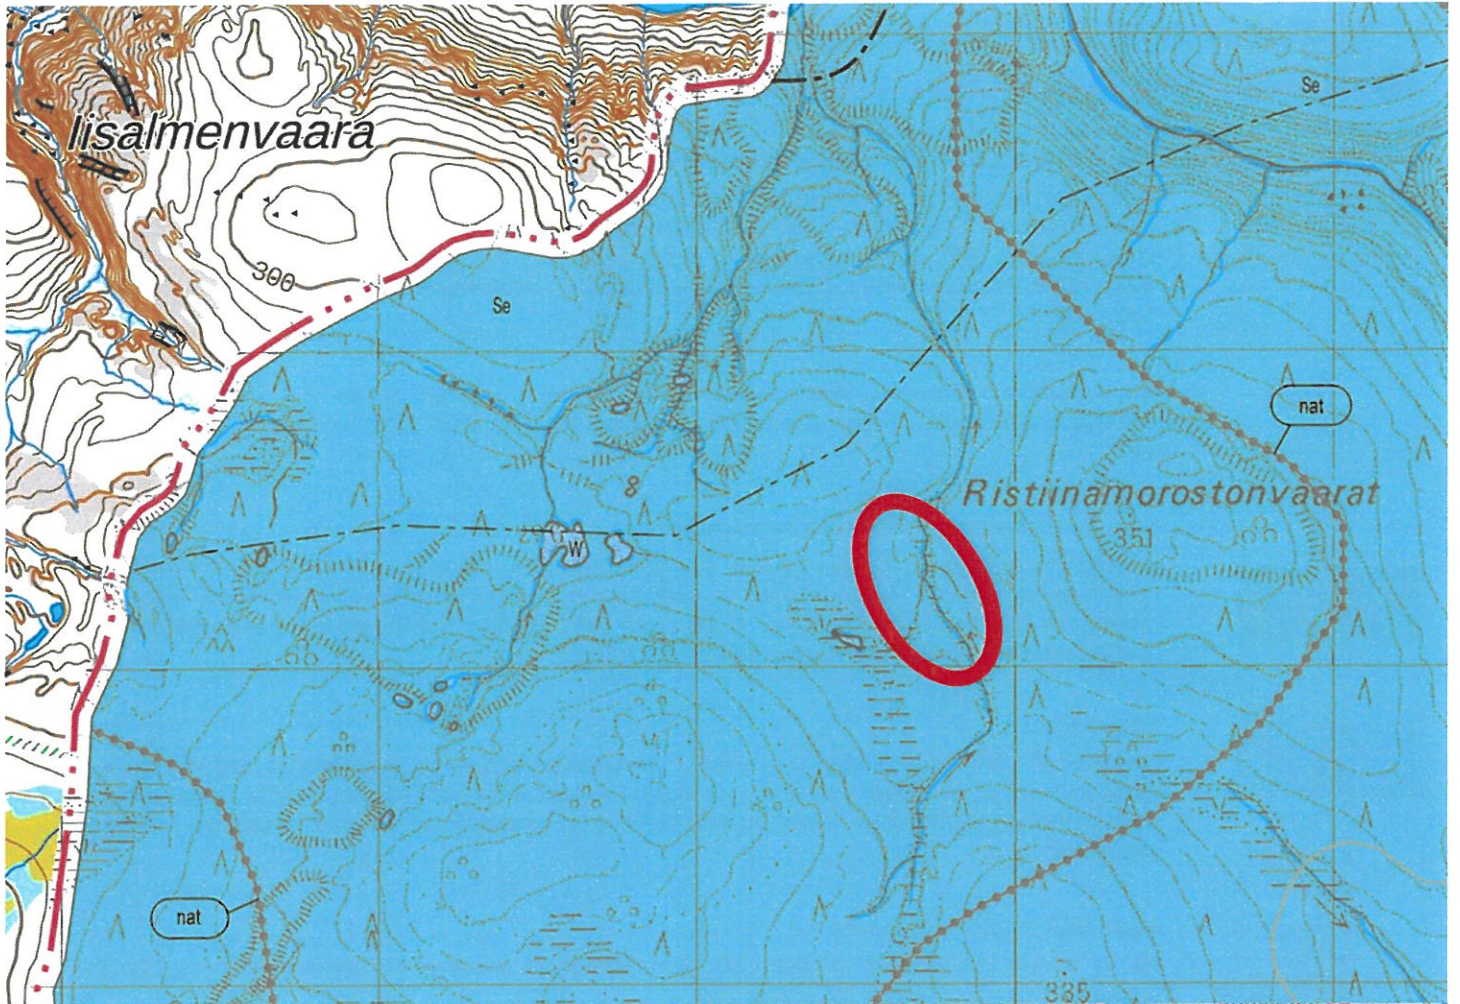 Se
Iisalmenvaara
300
Se
nat
8
Ristiinamorostonvaarat
351
W
nat
335